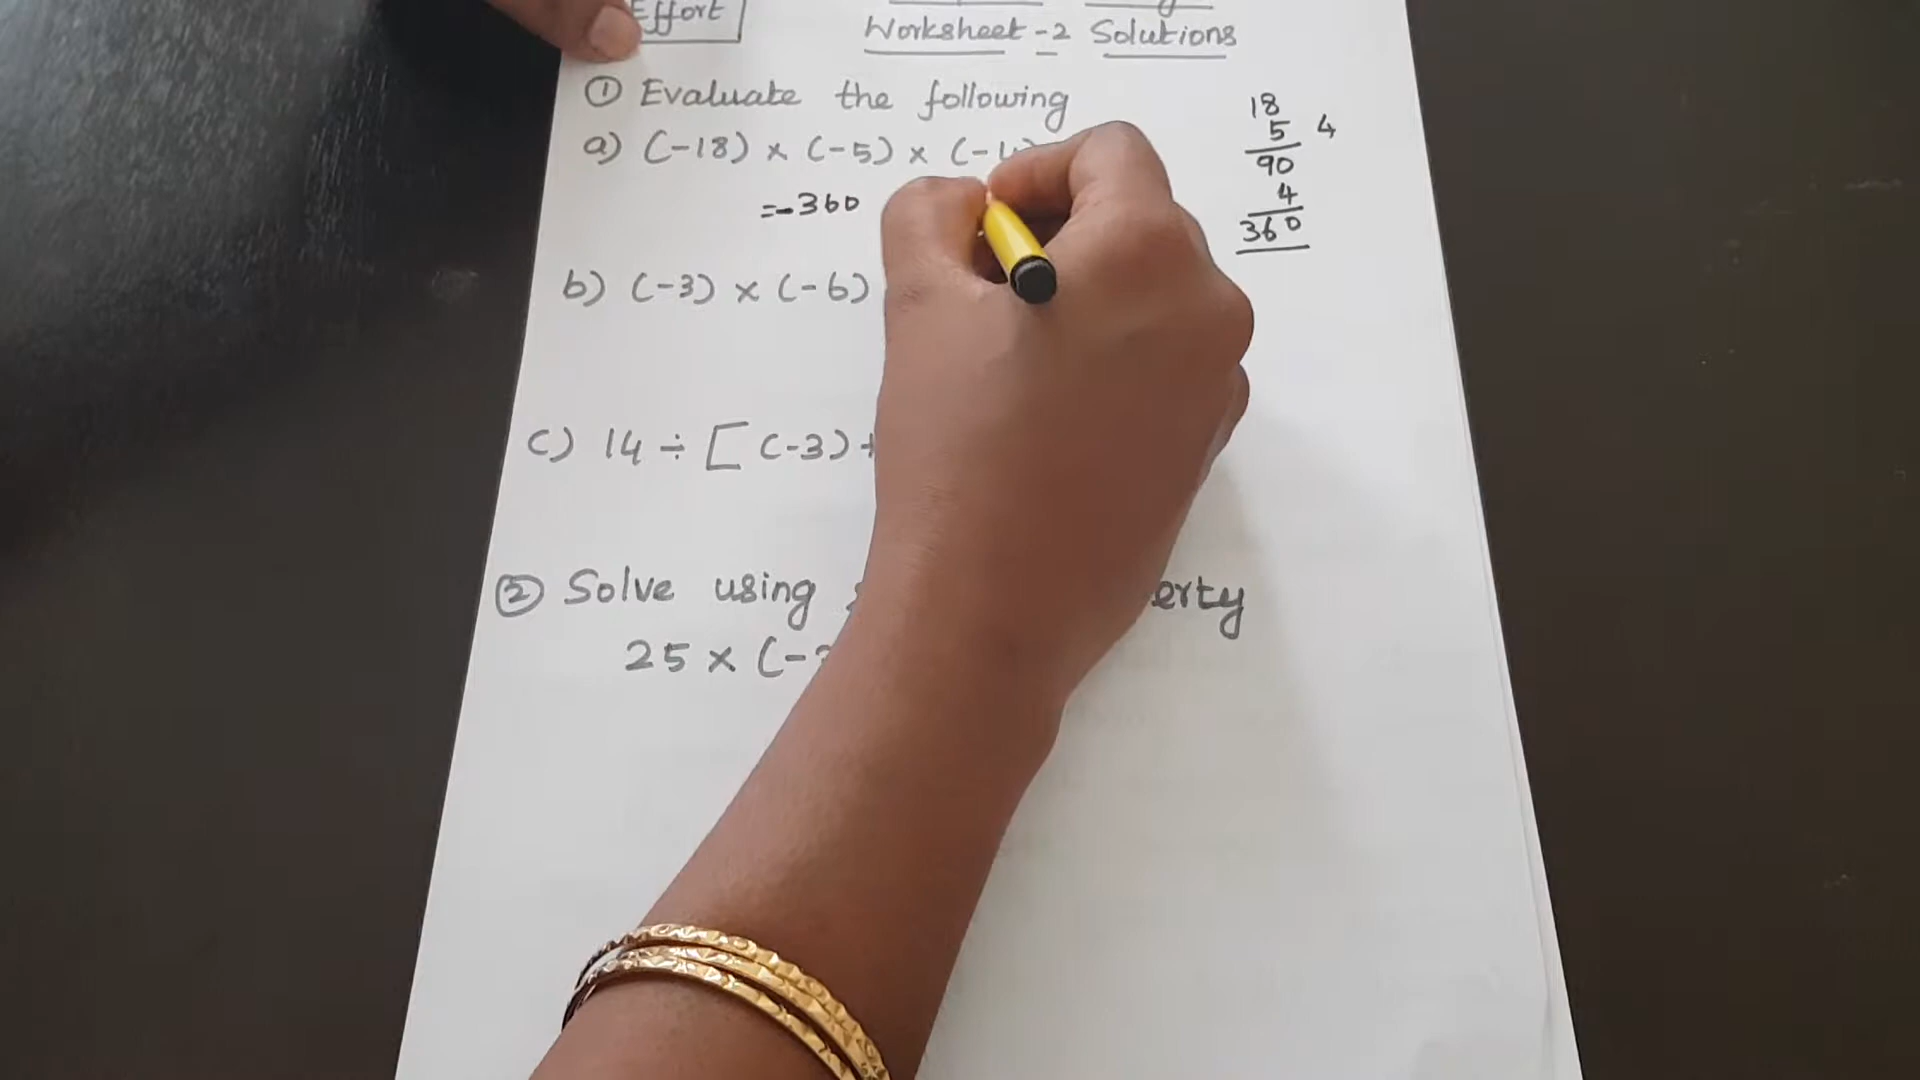 Effort
Worksheet -2 Solutions
① Evaluate the following
a) (-18) × (-5) × (-4)
= -360
18
5 4
90
4
360
b) (-3) × (-6)
c) 14 ÷ [ (-3) +
② Solve using
25 × (-